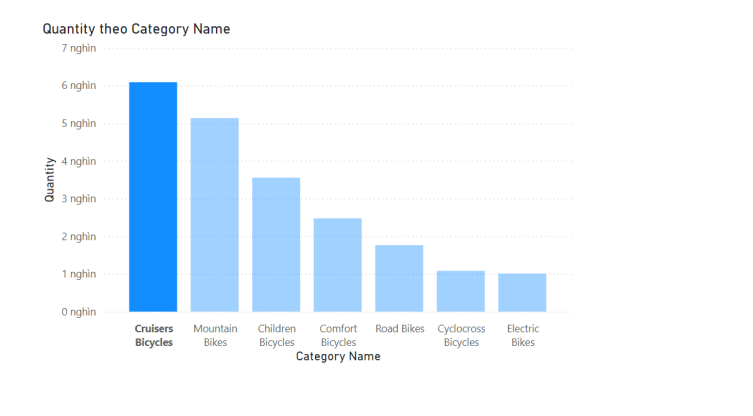 Quantity theo Category Name
7 nghìn
6 nghìn
5 nghìn
4 nghìn
3 nghìn
2 nghìn
1 nghìn
0 nghìn
Quantity
Cruisers Bicycles
Mountain Bikes
Children Bicycles
Comfort Bicycles
Road Bikes
Cyclocross Bicycles
Electric Bikes
Category Name